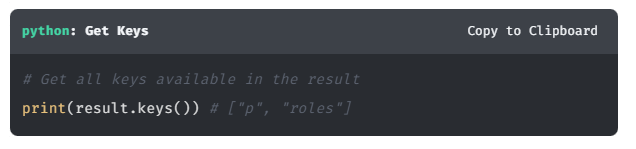 python: Get Keys
Copy to Clipboard
# Get all keys available in the result
print(result.keys()) # ["p", "roles"]